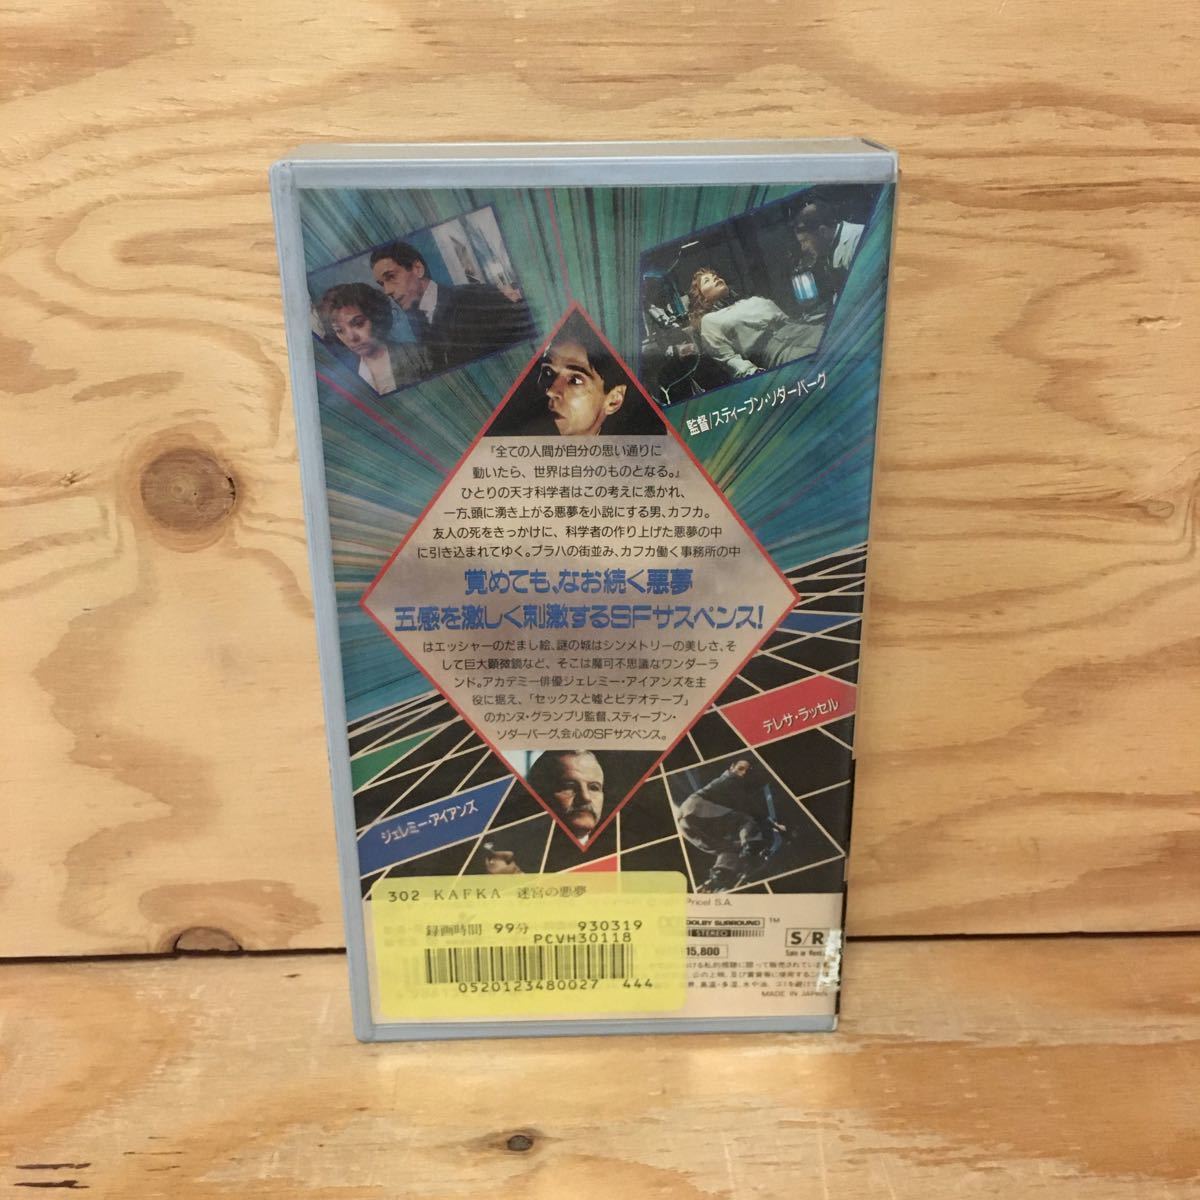 監督/スティーブン・ソダーバーグ
『全ての人間が自分の思い通りに
動いたら、世界は自分のものとなる。』
ひとりの天才科学者はこの考えに憑かれ、
一方、頭に湧き上がる悪夢を小説にする男、カフカ。
友人の死をきっかけに、科学者の作り上げた悪夢の中
に引き込まれてゆく。プラハの街並み、カフカ働く事務所の中
覚めても、なお続く悪夢
五感を激しく刺激するSFサスペンス!
はエッシャーのだまし絵、謎の城はシンメトリーの美しさ、そ
して巨大顕微鏡など、そこは魔可不思議なワンダーラ
ンド。アカデミー俳優ジェレミー・アイアンズを主
役に据え、「セックスと嘘とビデオテープ」
のカンヌ・グランプリ監督、スティーブン・
ソダーバーグ、会心のSFサスペンス。
テレサ・ラッセル
ジェレミー・アイアンズ
302 KAFKA 迷宮の悪夢
録画時間 99分 930319
PCVH30118
0520123480027 444
Pricel S.A.
DOLBY SURROUND TM
STEREO
S/R
15,800
MADE IN JAPAN